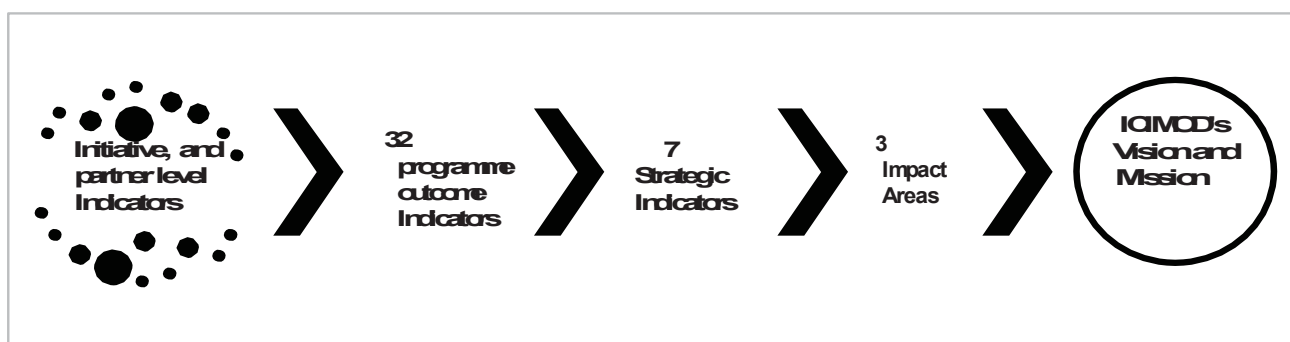 Initiative, and
partner level
Indicators
32
programme
outcome
Indicators
7
Strategic
Indicators
3
Impact
Areas
ICIMOD's
Vision and
Mission